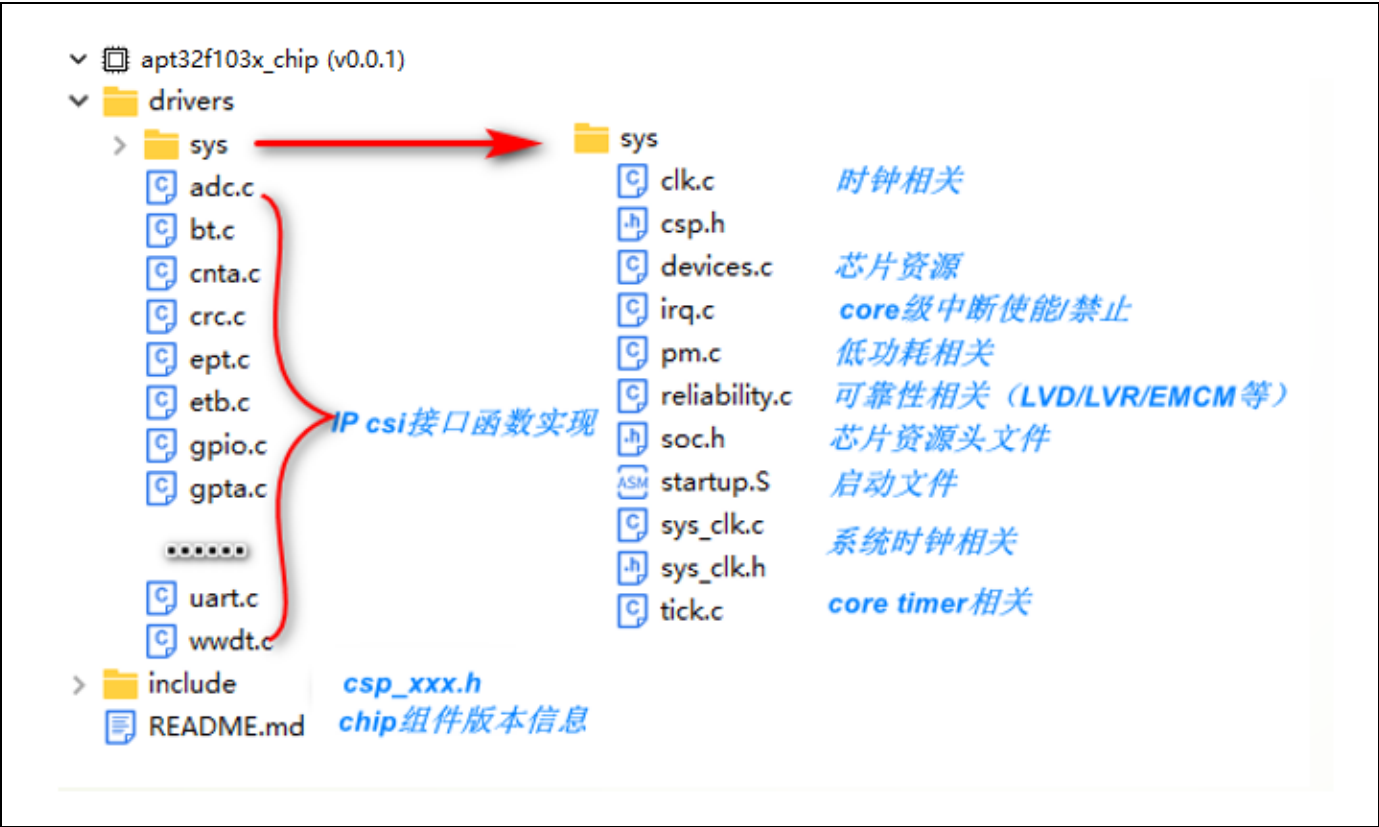 apt32f103x_chip (v0.0.1)
drivers
sys
adc.c
bt.c
cnta.c
crc.c
ept.c
etb.c
gpio.c
gpta.c
......
uart.c
wwdt.c
IP csi接口函数实现
include csp_xxx.h
README.md chip组件版本信息
sys
clk.c 时钟相关
csp.h
devices.c 芯片资源
irq.c core级中断使能/禁止
pm.c 低功耗相关
reliability.c 可靠性相关（LVD/LVR/EMCM等）
soc.h 芯片资源头文件
startup.S 启动文件
sys_clk.c
系统时钟相关
sys_clk.h
tick.c core timer相关